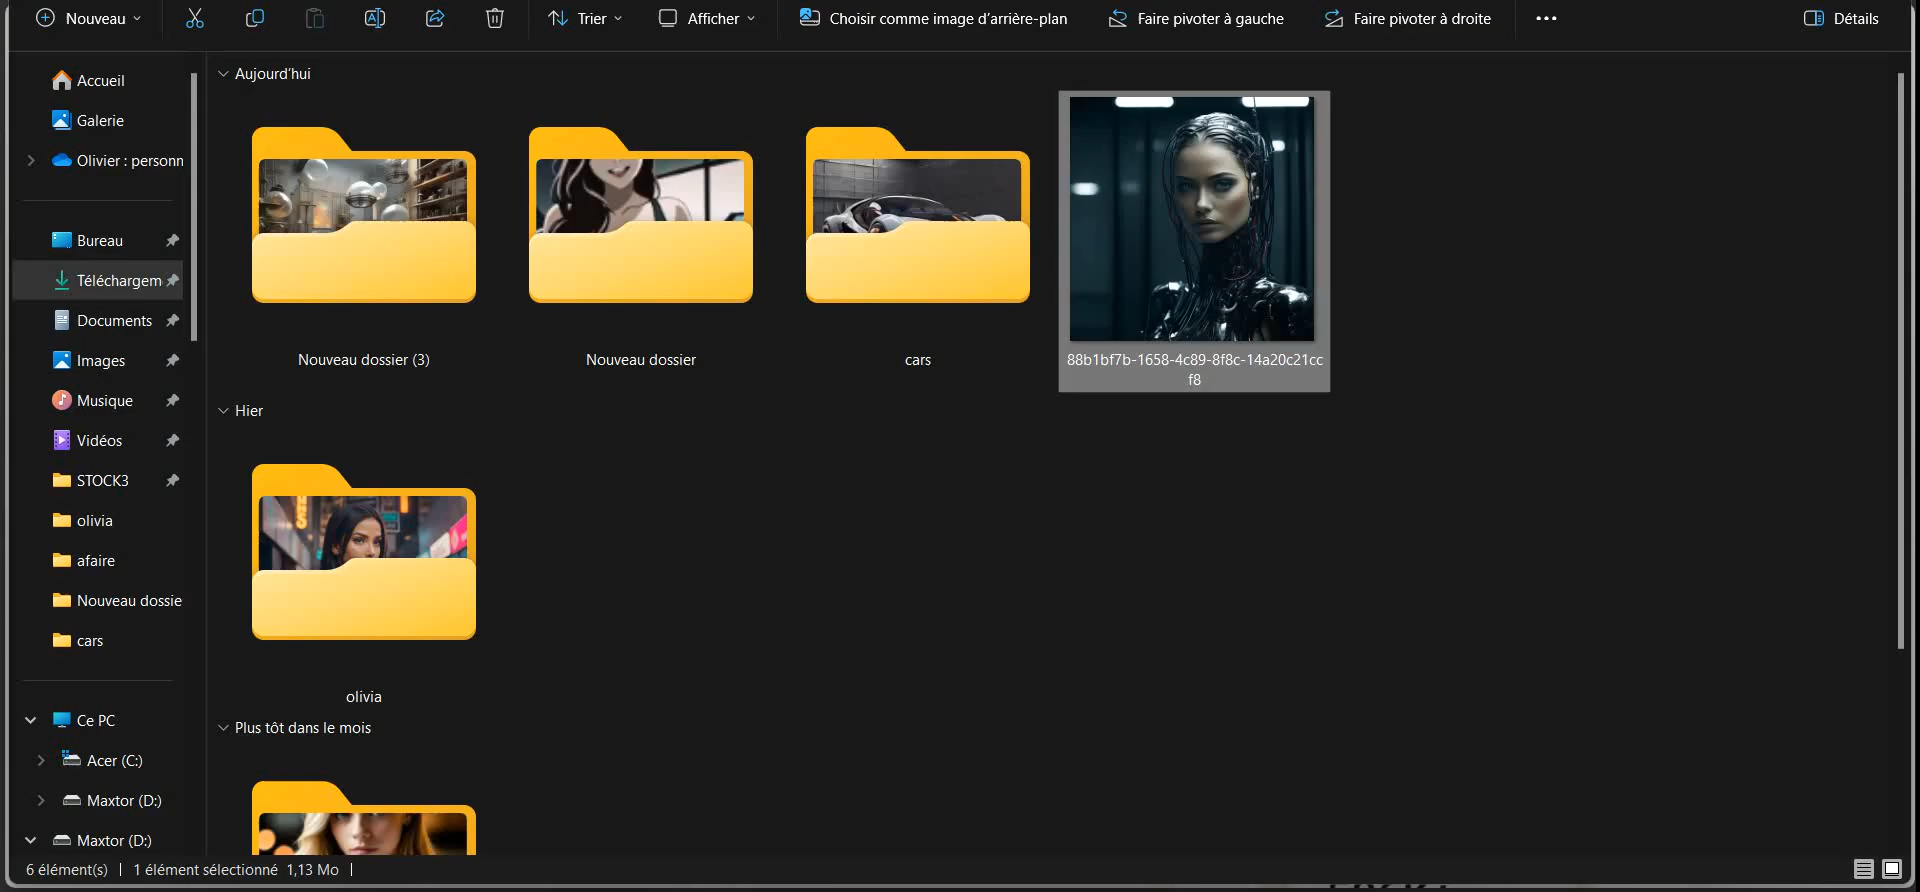 Nouveau
Trier
Afficher
Choisir comme image d'arrière-plan
Faire pivoter à gauche
Faire pivoter à droite
Détails
Accueil
Galerie
Olivier : personn
Bureau
Téléchargem
Documents
Images
Musique
Vidéos
STOCK3
olivia
afaire
Nouveau dossie
cars
Ce PC
Acer (C:)
Maxtor (D:)
Maxtor (D:)
Aujourd'hui
Nouveau dossier (3)
Nouveau dossier
cars
88b1bf7b-1658-4c89-8f8c-14a20c21cc
f8
Hier
olivia
Plus tôt dans le mois
6 élément(s)
1 élément sélectionné 1,13 Mo